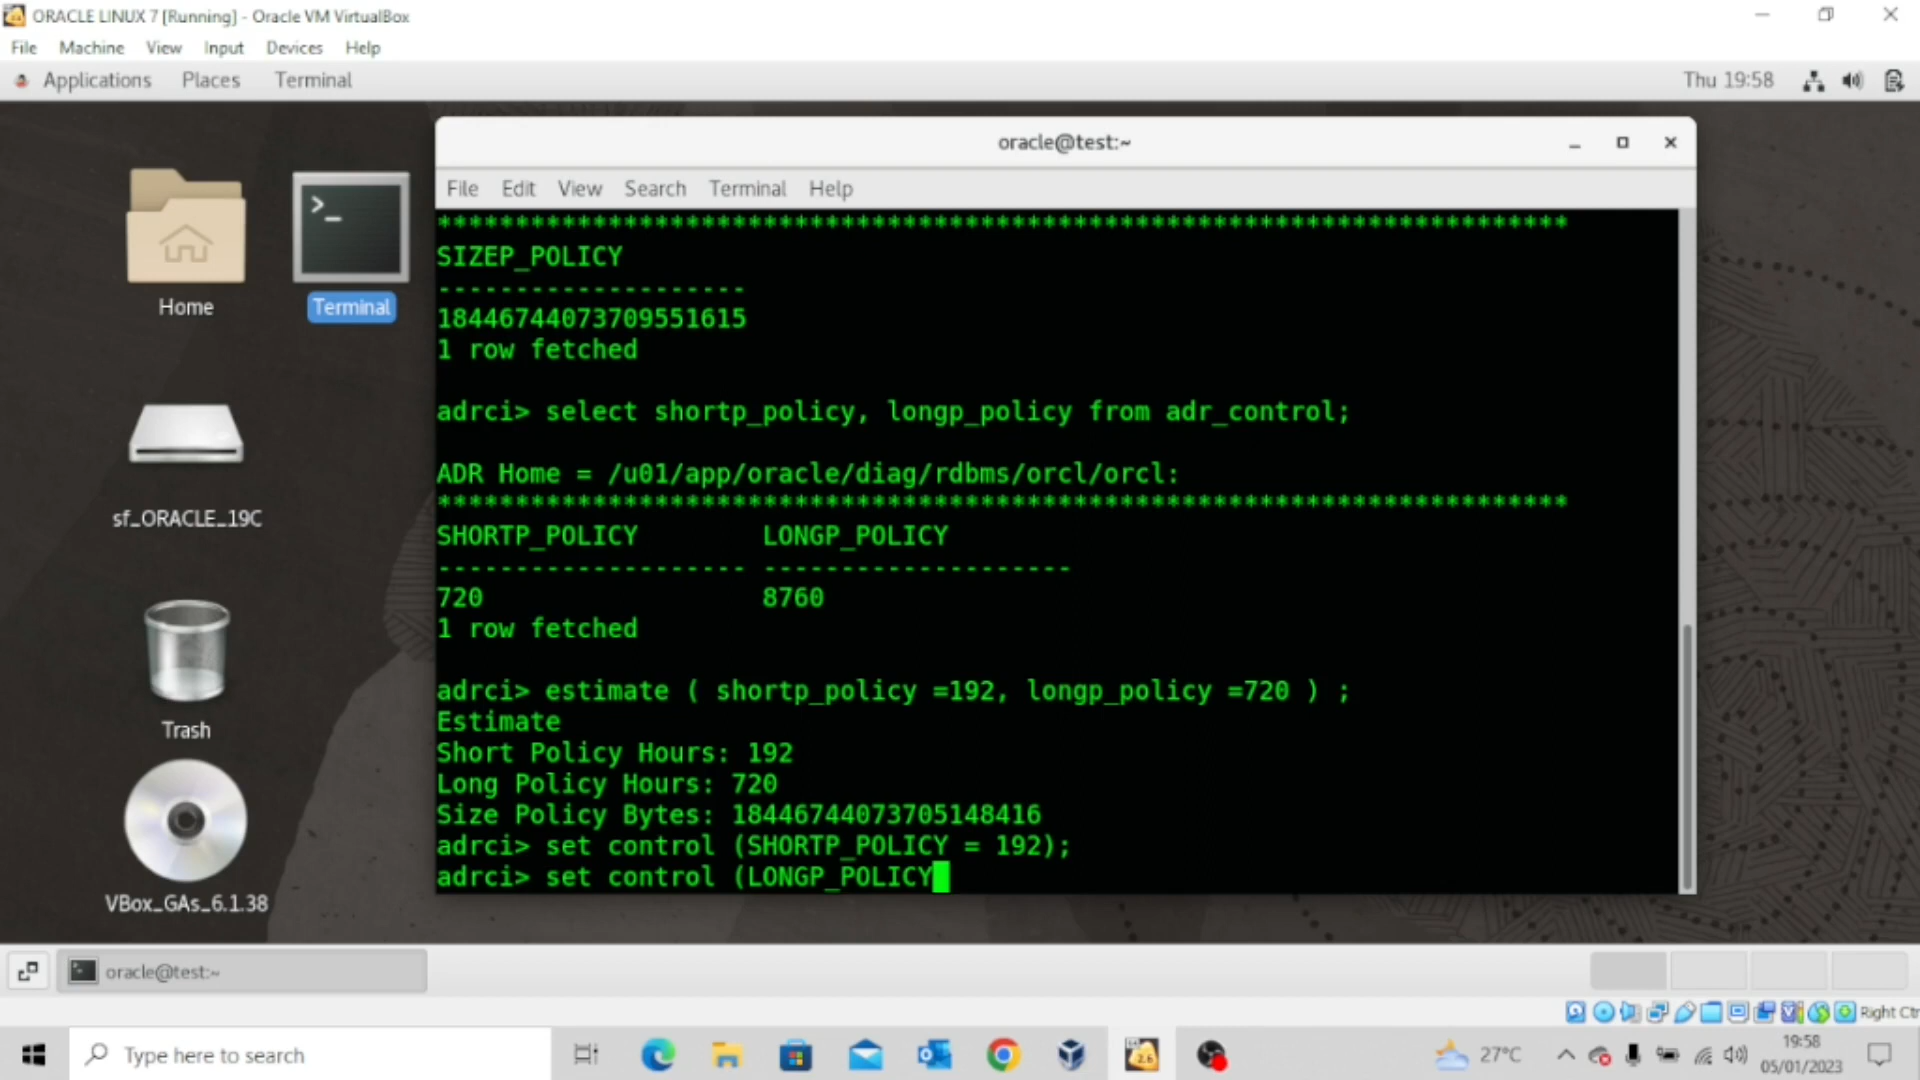 ORACLE LINUX 7 [Running] - Oracle VM VirtualBox
File Machine View Input Devices Help
Applications Places Terminal Thu 19:58
oracle@test:~
File Edit View Search Terminal Help
*************************************************************************
SIZEP_POLICY
--------------------
18446744073709551615
1 row fetched
adrci> select shortp_policy, longp_policy from adr_control;
ADR Home = /u01/app/oracle/diag/rdbms/orcl/orcl:
*************************************************************************
SHORTP_POLICY LONGP_POLICY
-------------------- --------------------
720 8760
1 row fetched
adrci> estimate ( shortp_policy =192, longp_policy =720 ) ;
Estimate
Short Policy Hours: 192
Long Policy Hours: 720
Size Policy Bytes: 18446744073705148416
adrci> set control (SHORTP_POLICY = 192);
adrci> set control (LONGP_POLICY
Home
Terminal
sf_ORACLE_19C
Trash
VBox_GAs_6.1.38
oracle@test:~
Right Ctr
Type here to search
2.6
27°C
19:58
05/01/2023